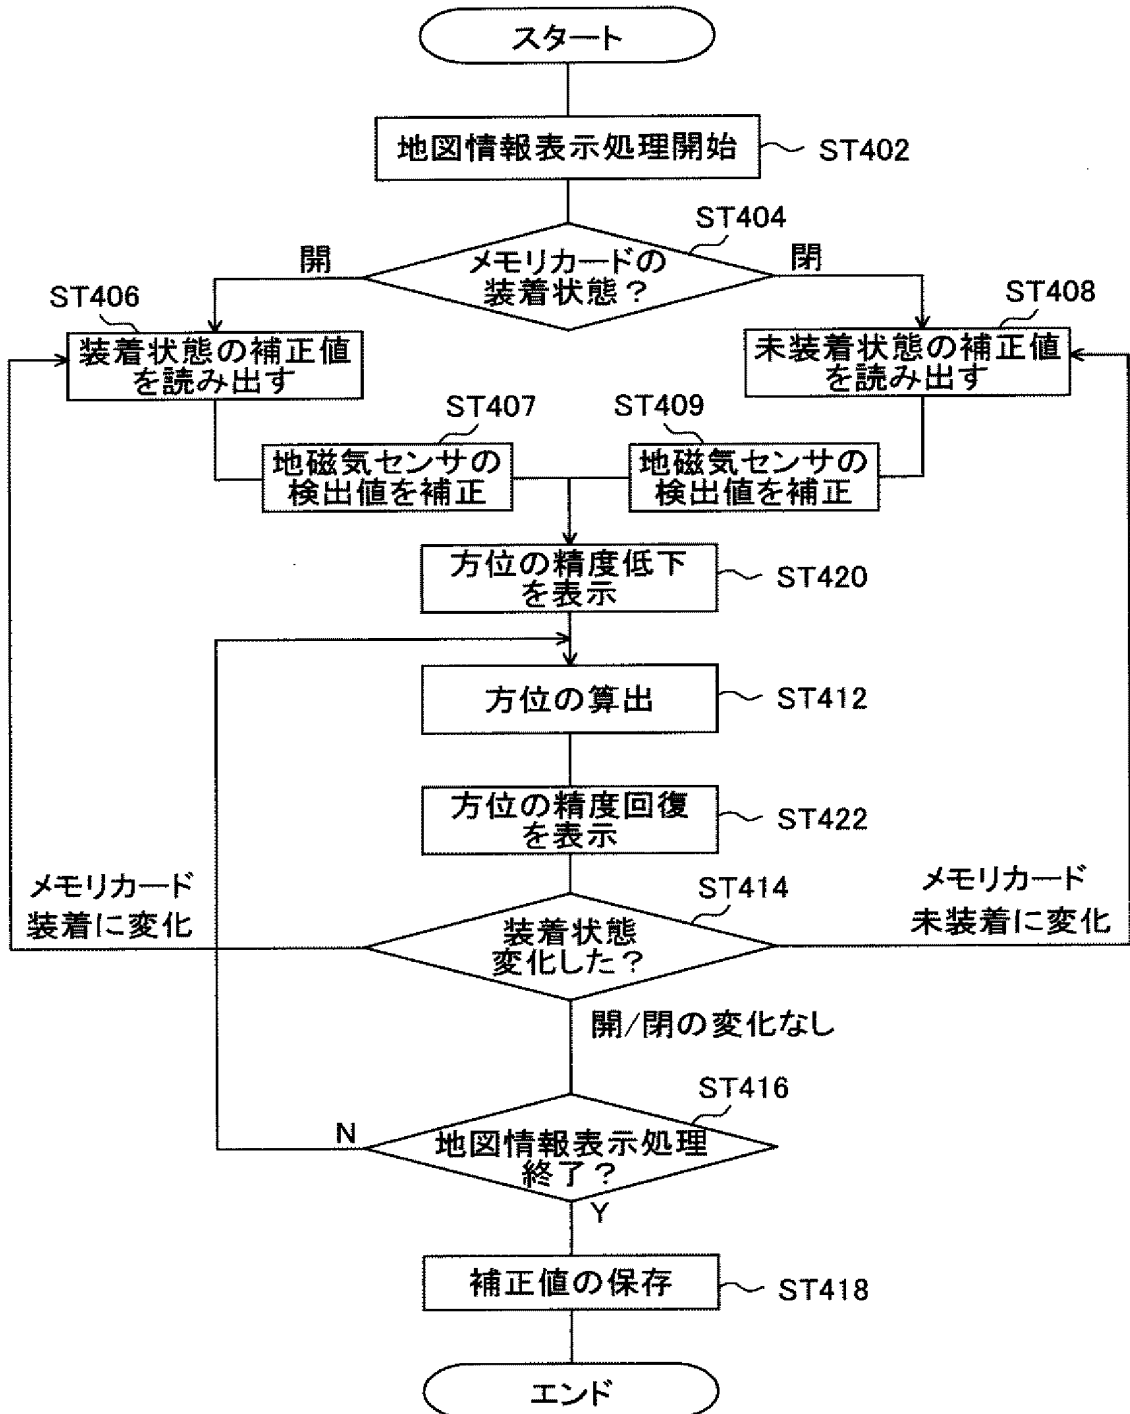 スタート
地図情報表示処理開始
ST402
ST404
メモリカードの
装着状態？
開
閉
ST406
装着状態の補正値
を読み出す
ST408
未装着状態の補正値
を読み出す
ST407
地磁気センサの
検出値を補正
ST409
地磁気センサの
検出値を補正
方位の精度低下
を表示
ST420
方位の算出
ST412
方位の精度回復
を表示
ST422
メモリカード
装着に変化
ST414
装着状態
変化した？
メモリカード
未装着に変化
開/閉の変化なし
ST416
N
地図情報表示処理
終了？
Y
補正値の保存
ST418
エンド